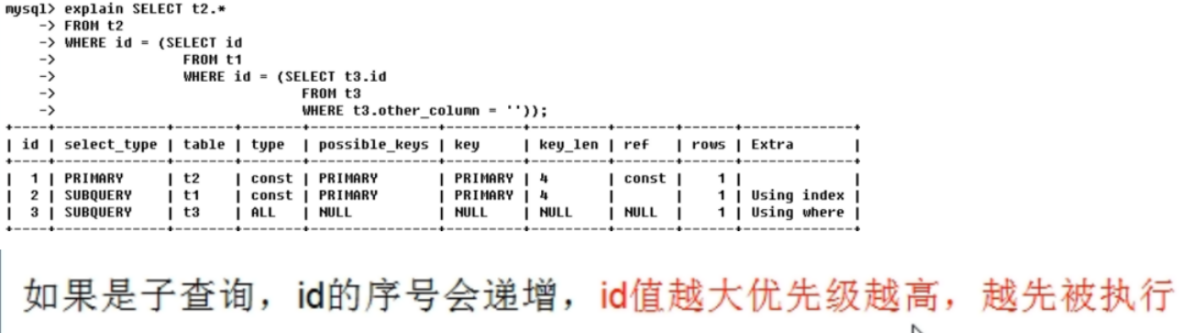 mysql> explain SELECT t2.*
-> FROM t2
-> WHERE id = (SELECT id
-> FROM t1
-> WHERE id = (SELECT t3.id
-> FROM t3
-> WHERE t3.other_column = ''));
+----+-------------+-------+-------+---------------+---------+---------+-------+------+-------------+
| id | select_type | table | type | possible_keys | key | key_len | ref | rows | Extra |
+----+-------------+-------+-------+---------------+---------+---------+-------+------+-------------+
| 1 | PRIMARY | t2 | const | PRIMARY | PRIMARY | 4 | const | 1 | |
| 2 | SUBQUERY | t1 | const | PRIMARY | PRIMARY | 4 | | 1 | Using index |
| 3 | SUBQUERY | t3 | ALL | NULL | NULL | NULL | NULL | 1 | Using where |
+----+-------------+-------+-------+---------------+---------+---------+-------+------+-------------+
如果是子查询，id的序号会递增，id值越大优先级越高，越先被执行